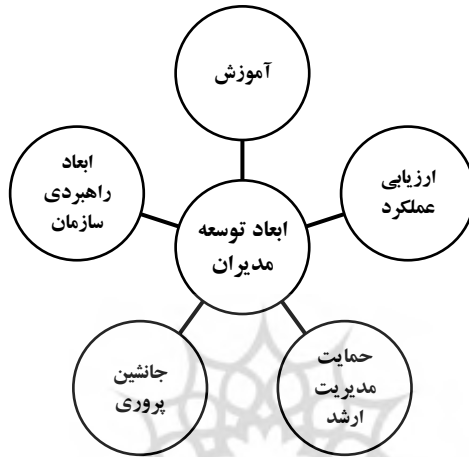 آموزش
ارزیابی
عملکرد
حمایت
مدیریت
ارشد
جانشین
پروری
ابعاد
راهبردی
سازمان
ابعاد توسعه
مدیران